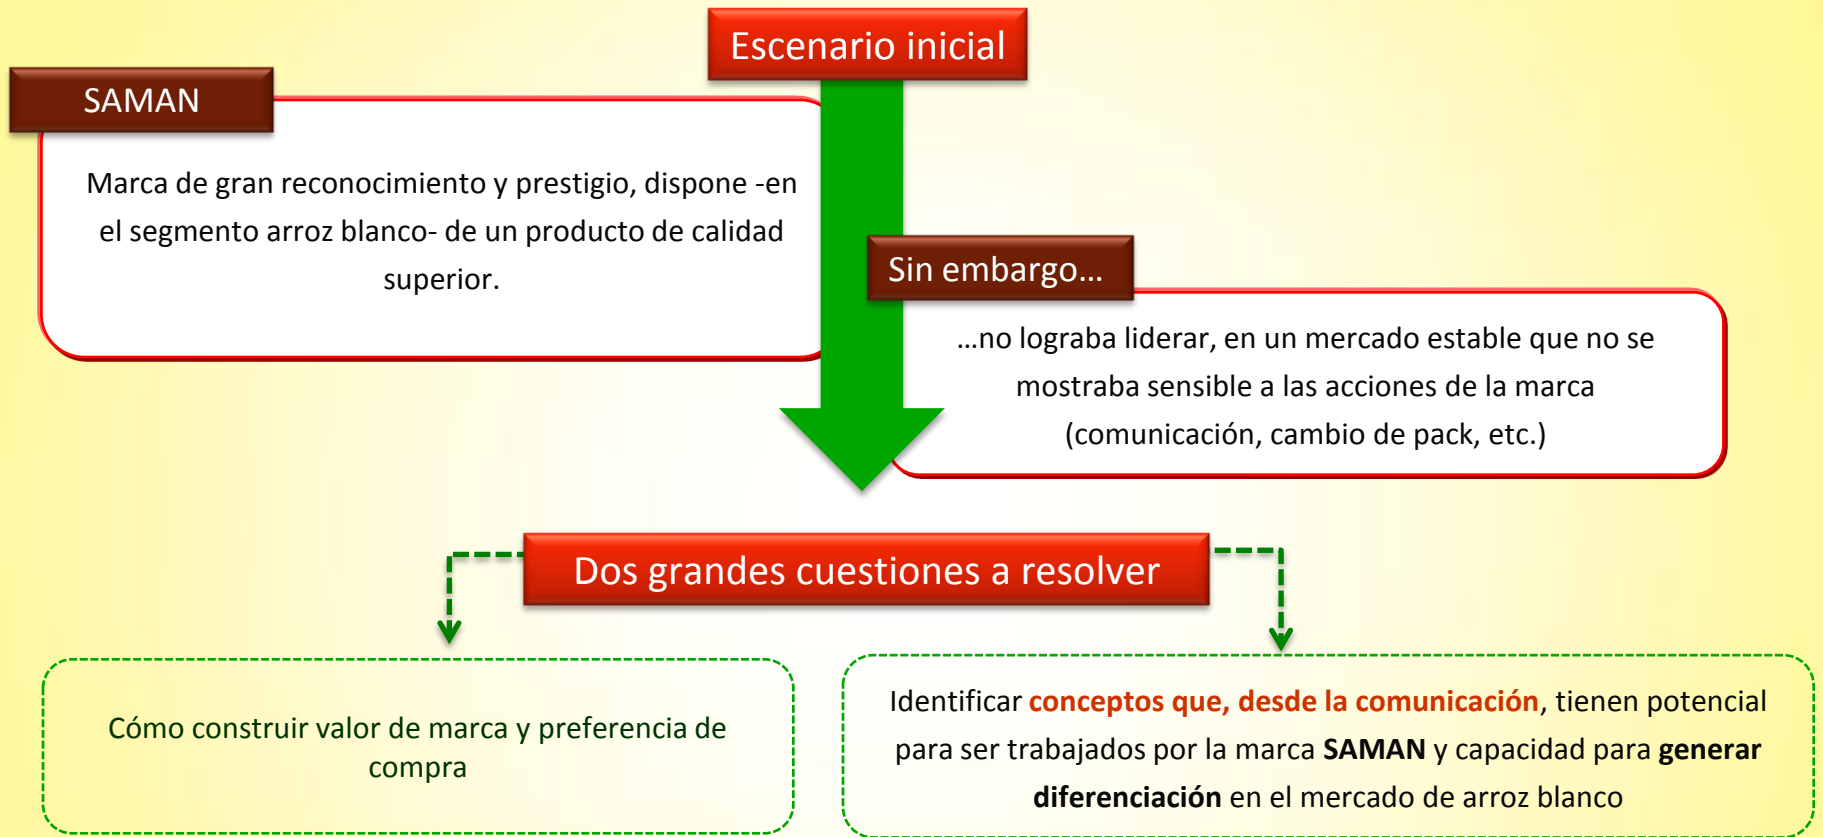 Escenario inicial
SAMAN
Marca de gran reconocimiento y prestigio, dispone -en
el segmento arroz blanco- de un producto de calidad
superior.
Sin embargo…
…no lograba liderar, en un mercado estable que no se
mostraba sensible a las acciones de la marca
(comunicación, cambio de pack, etc.)
Dos grandes cuestiones a resolver
Cómo construir valor de marca y preferencia de
compra
Identificar conceptos que, desde la comunicación, tienen potencial
para ser trabajados por la marca SAMAN y capacidad para generar
diferenciación en el mercado de arroz blanco